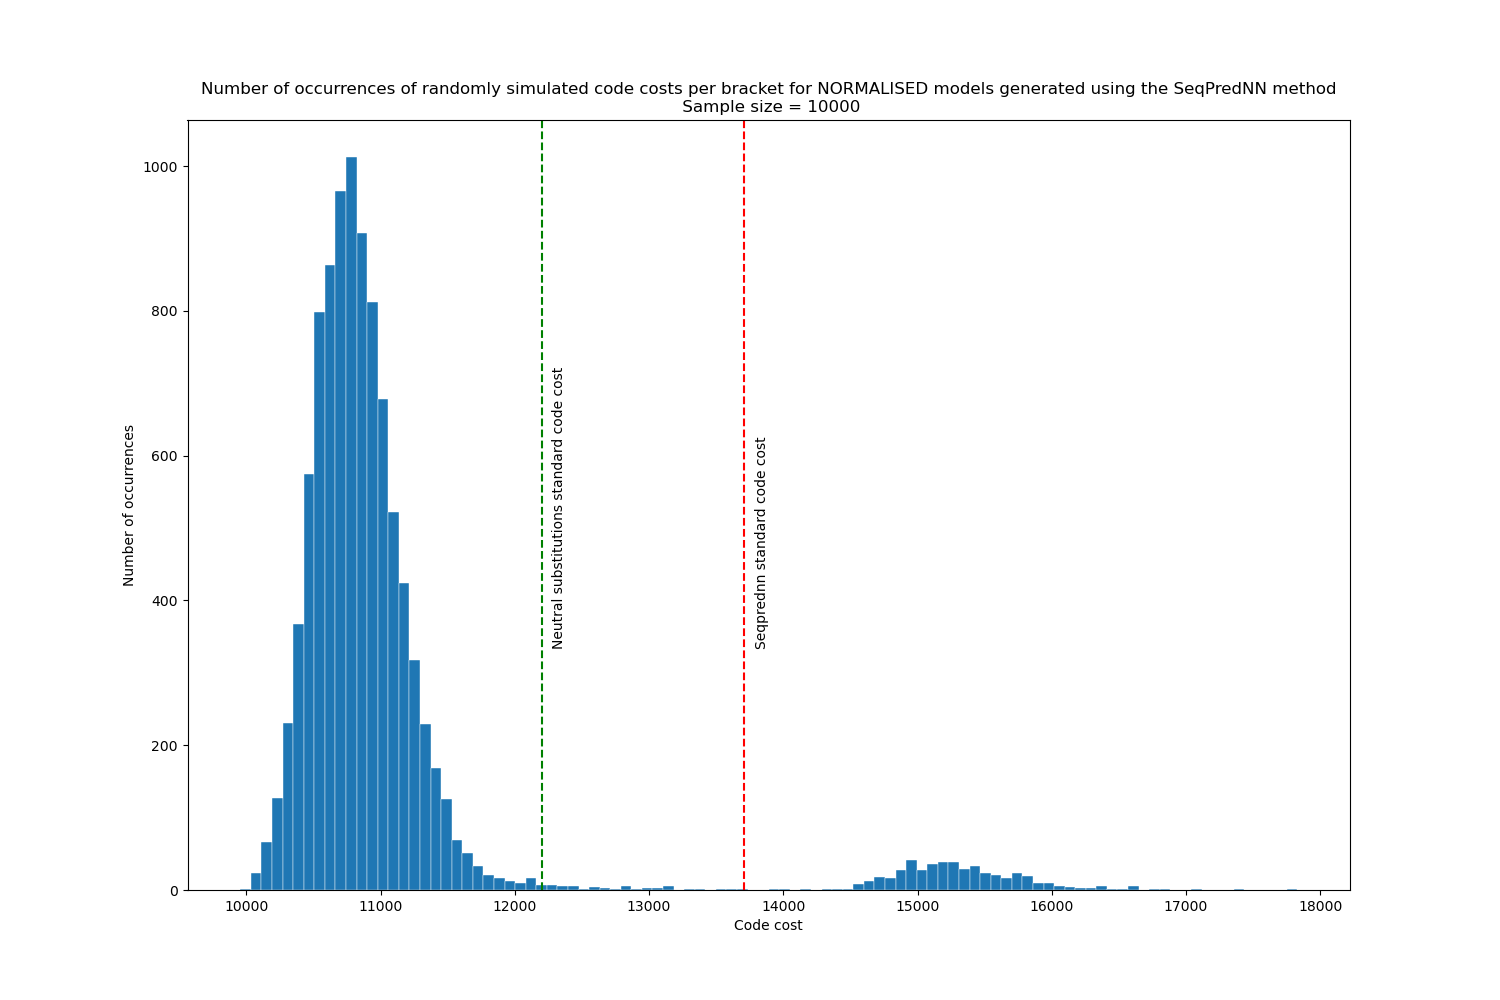 Number of occurrences of randomly simulated code costs per bracket for NORMALISED models generated using the SeqPredNN method
Sample size = 10000
Number of occurrences
1000
800
600
400
200
0
Neutral substitutions standard code cost
Seqprednn standard code cost
10000 11000 12000 13000 14000 15000 16000 17000 18000
Code cost